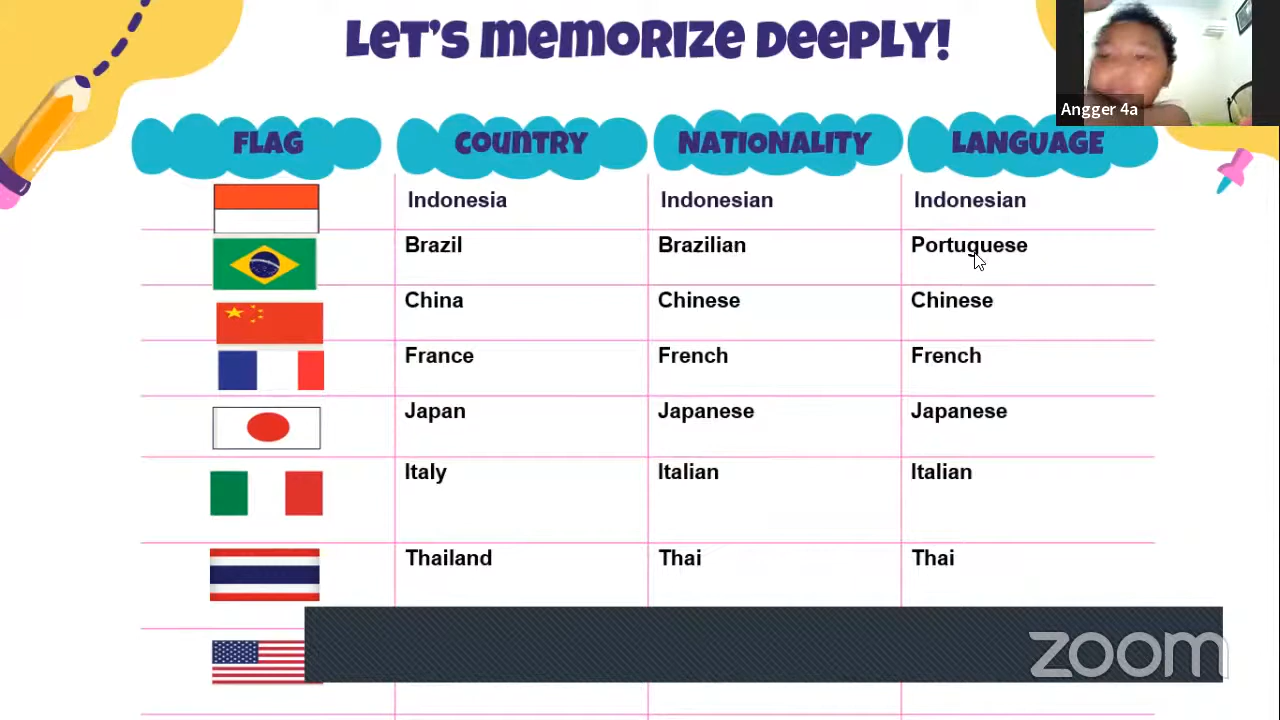 LET'S MEMORIZE DEEPLY!
Angger 4a
FLAG COUNTRY NATIONALITY LANGUAGE
Indonesia Indonesian Indonesian
Brazil Brazilian Portuguese
China Chinese Chinese
France French French
Japan Japanese Japanese
Italy Italian Italian
Thailand Thai Thai
zoom